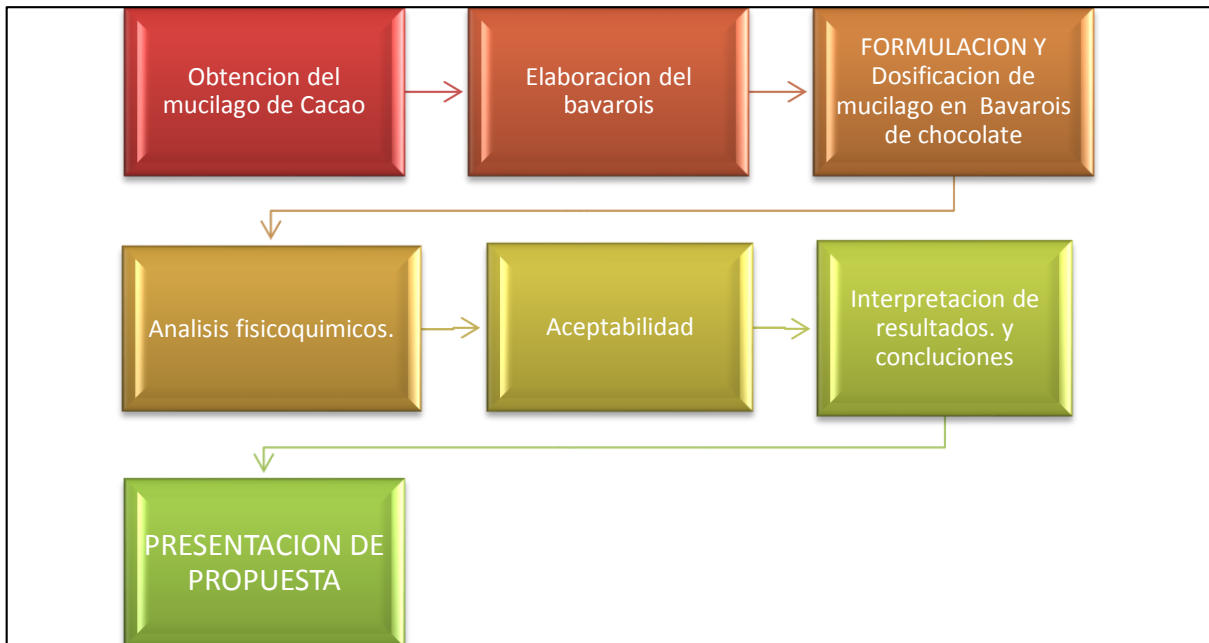 Obtencion del
mucilago de Cacao
Elaboracion del
bavarois
FORMULACION Y
Dosificacion de
mucilago en Bavarois
de chocolate
Analisis fisicoquimicos.
Aceptabilidad
Interpretacion de
resultados. y
concluciones
PRESENTACION DE
PROPUESTA